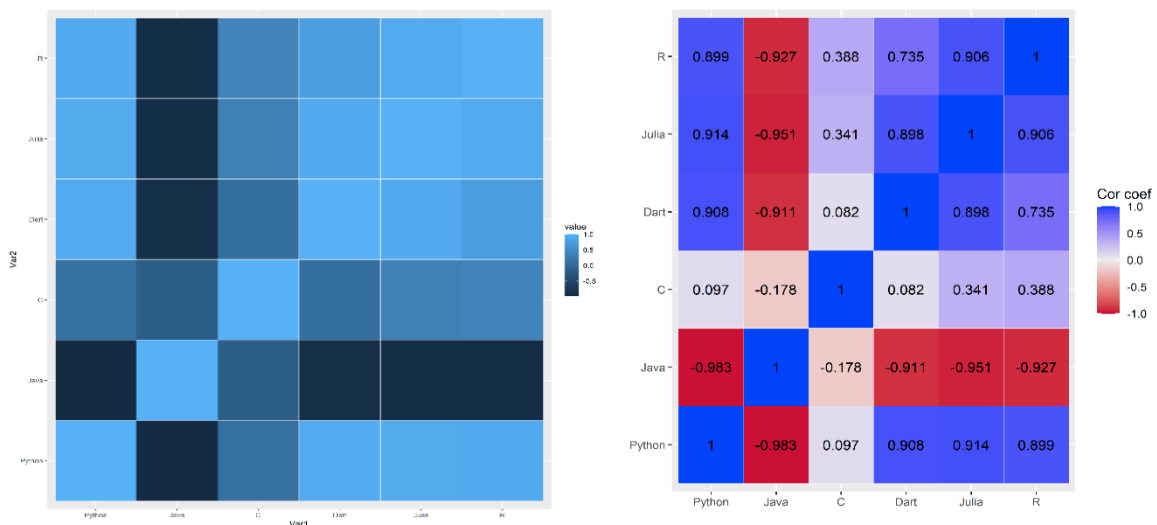 R
Julia
Dart
C
Java
Python
Var2
Python Java C Dart Julia R
Var1
value
1.0
0.5
0.0
-0.5
R 0.899 -0.927 0.388 0.735 0.906 1
Julia 0.914 -0.951 0.341 0.898 1 0.906
Dart 0.908 -0.911 0.082 1 0.898 0.735
C 0.097 -0.178 1 0.082 0.341 0.388
Java -0.983 1 -0.178 -0.911 -0.951 -0.927
Python 1 -0.983 0.097 0.908 0.914 0.899
Python Java C Dart Julia R
Cor coef
1.0
0.5
0.0
-0.5
-1.0